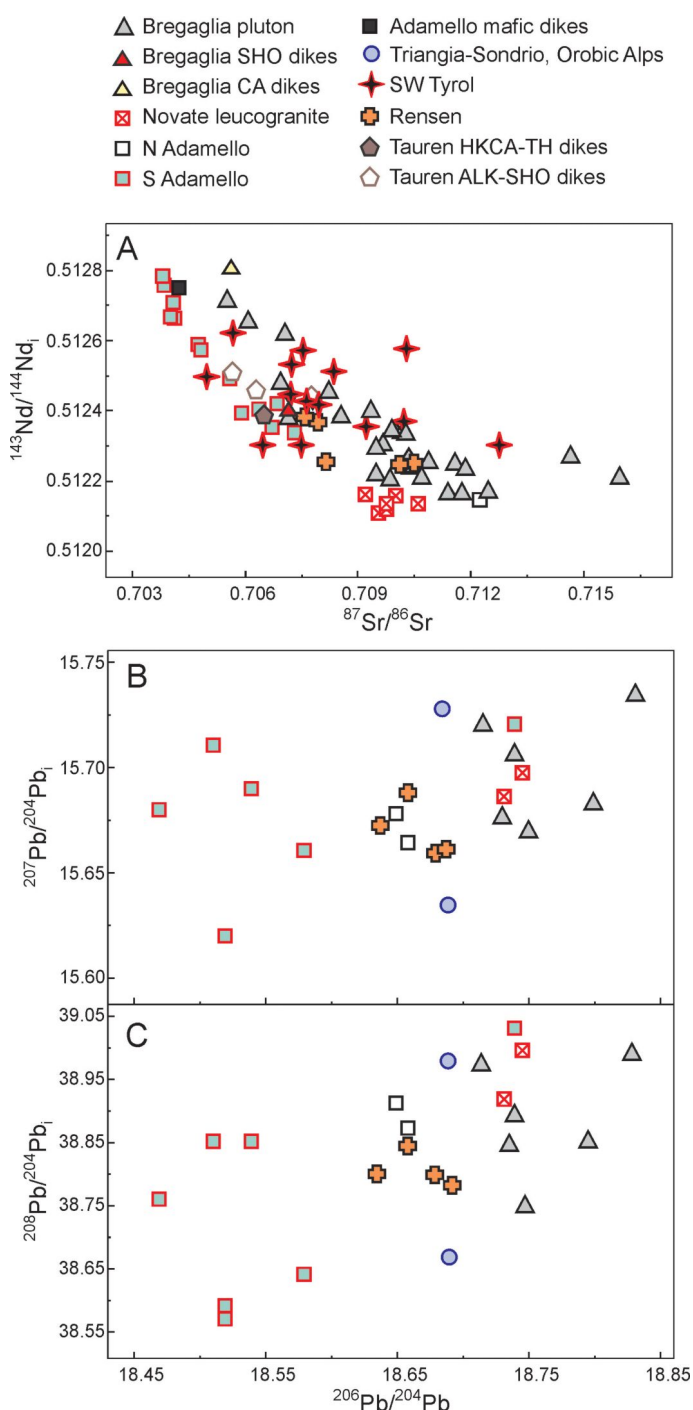 Bregaglia pluton
Bregaglia SHO dikes
Bregaglia CA dikes
Novate leucogranite
N Adamello
S Adamello
Adamello mafic dikes
Triangia-Sondrio, Orobic Alps
SW Tyrol
Rensen
Tauren HKCA-TH dikes
Tauren ALK-SHO dikes
A
143Nd/144Ndi
0.5128
0.5126
0.5124
0.5122
0.5120
0.703 0.706 0.709 0.712 0.715
87Sr/86Sr
B
207Pb/204Pbi
15.75
15.70
15.65
15.60
C
208Pb/204Pbi
39.05
38.95
38.85
38.75
38.65
38.55
18.45 18.55 18.65 18.75 18.85
206Pb/204Pb